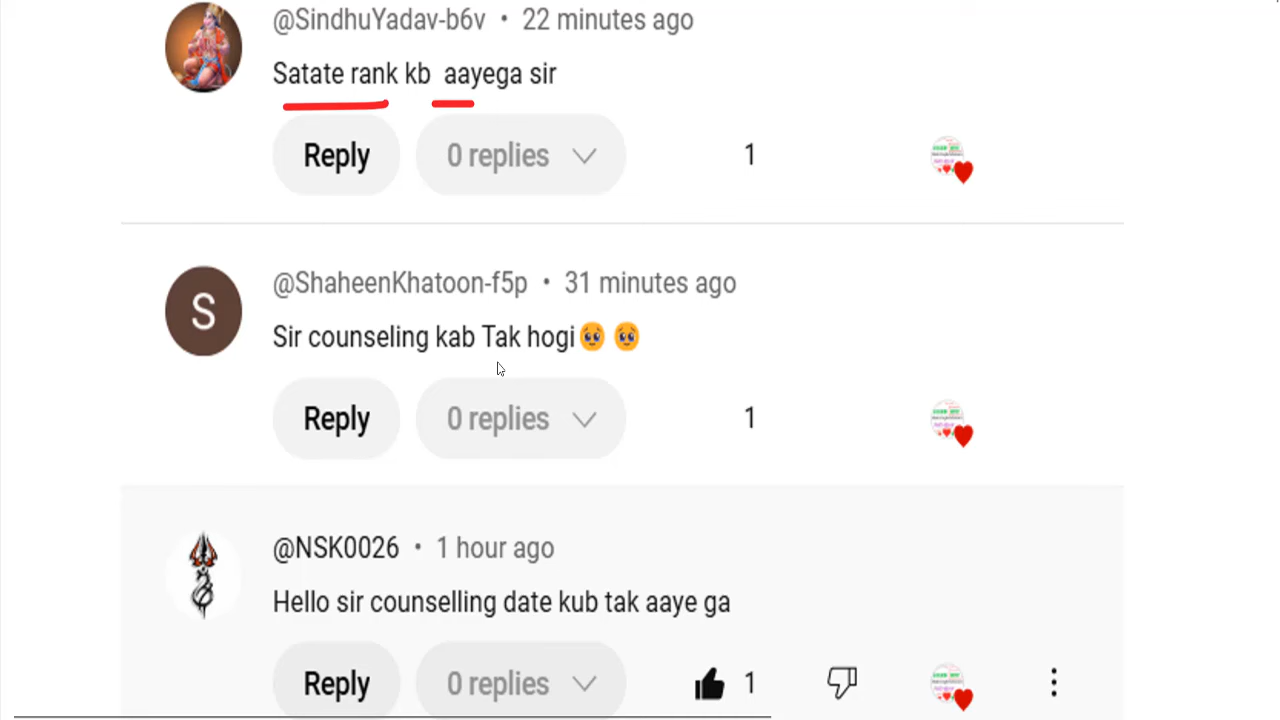 @SindhuYadav-b6v • 22 minutes ago
Satate rank kb aayega sir
Reply 0 replies 1
@ShaheenKhatoon-f5p • 31 minutes ago
S
Sir counseling kab Tak hogi🥹 🥹
Reply 0 replies 1
@NSK0026 • 1 hour ago
Hello sir counselling date kub tak aaye ga
Reply 0 replies 1